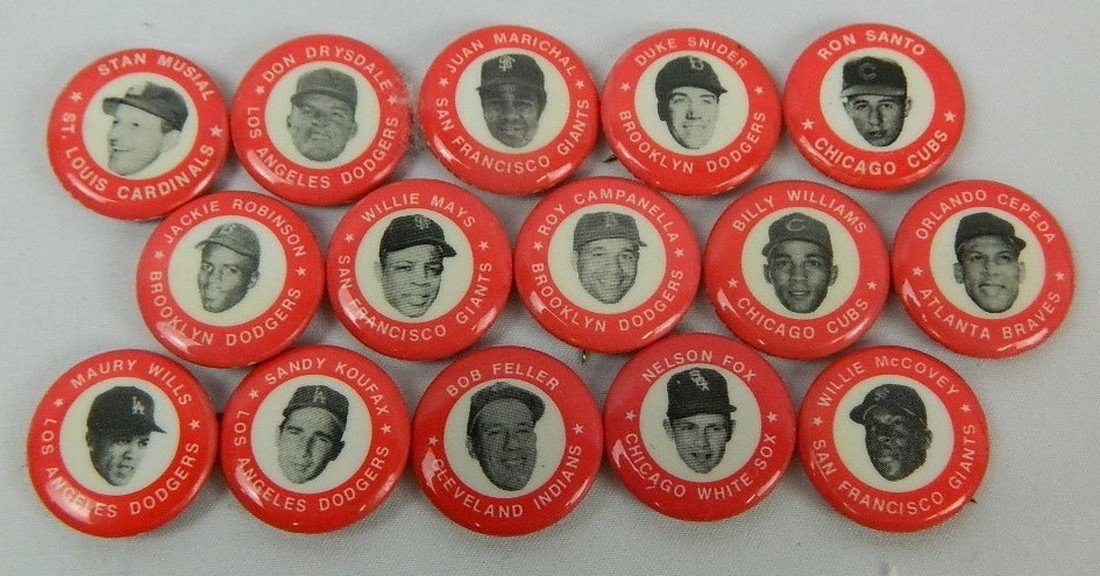 STAN MUSIAL
ST. LOUIS CARDINALS
DON DRYSDALE
LOS ANGELES DODGERS
JUAN MARICHAL
SAN FRANCISCO GIANTS
DUKE SNIDER
BROOKLYN DODGERS
RON SANTO
CHICAGO CUBS
JACKIE ROBINSON
BROOKLYN DODGERS
WILLIE MAYS
SAN FRANCISCO GIANTS
ROY CAMPANELLA
BROOKLYN DODGERS
BILLY WILLIAMS
CHICAGO CUBS
ORLANDO CEPEDA
ATLANTA BRAVES
MAURY WILLS
LOS ANGELES DODGERS
SANDY KOUFAX
LOS ANGELES DODGERS
BOB FELLER
CLEVELAND INDIANS
NELSON FOX
CHICAGO WHITE SOX
WILLIE McCOVEY
SAN FRANCISCO GIANTS